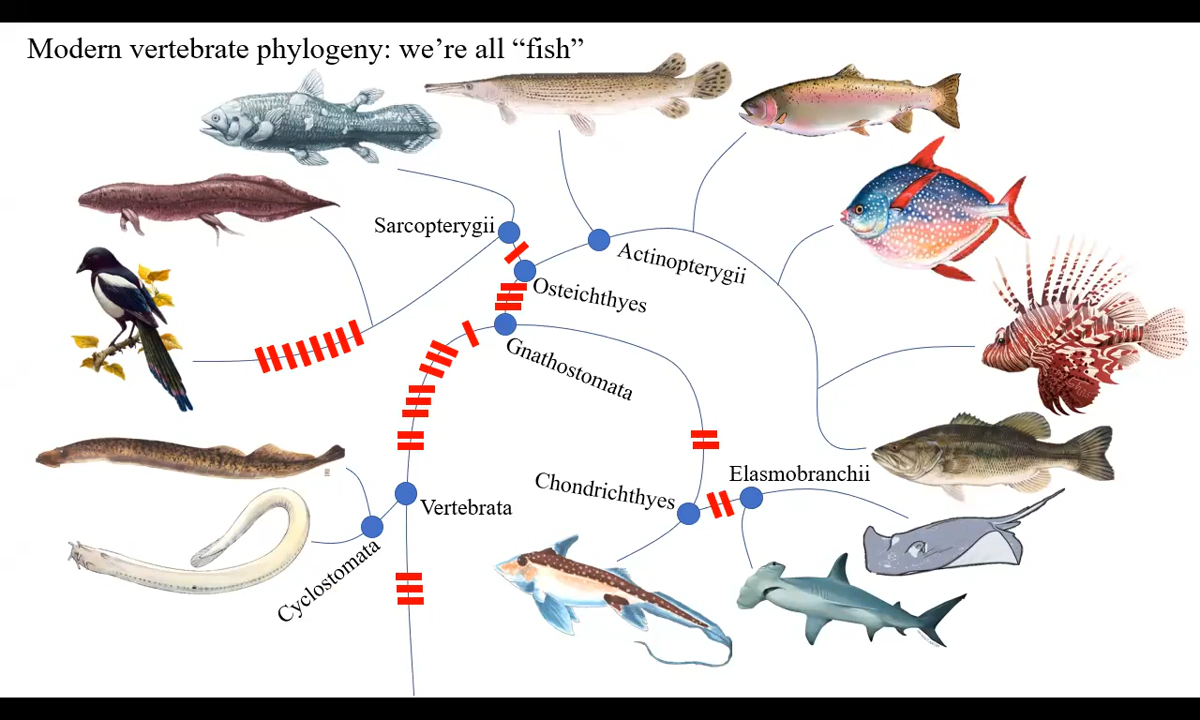 Modern vertebrate phylogeny: we’re all “fish”
Sarcopterygii
Actinopterygii
Osteichthyes
Gnathostomata
Elasmobranchii
Chondrichthyes
Vertebrata
Cyclostomata